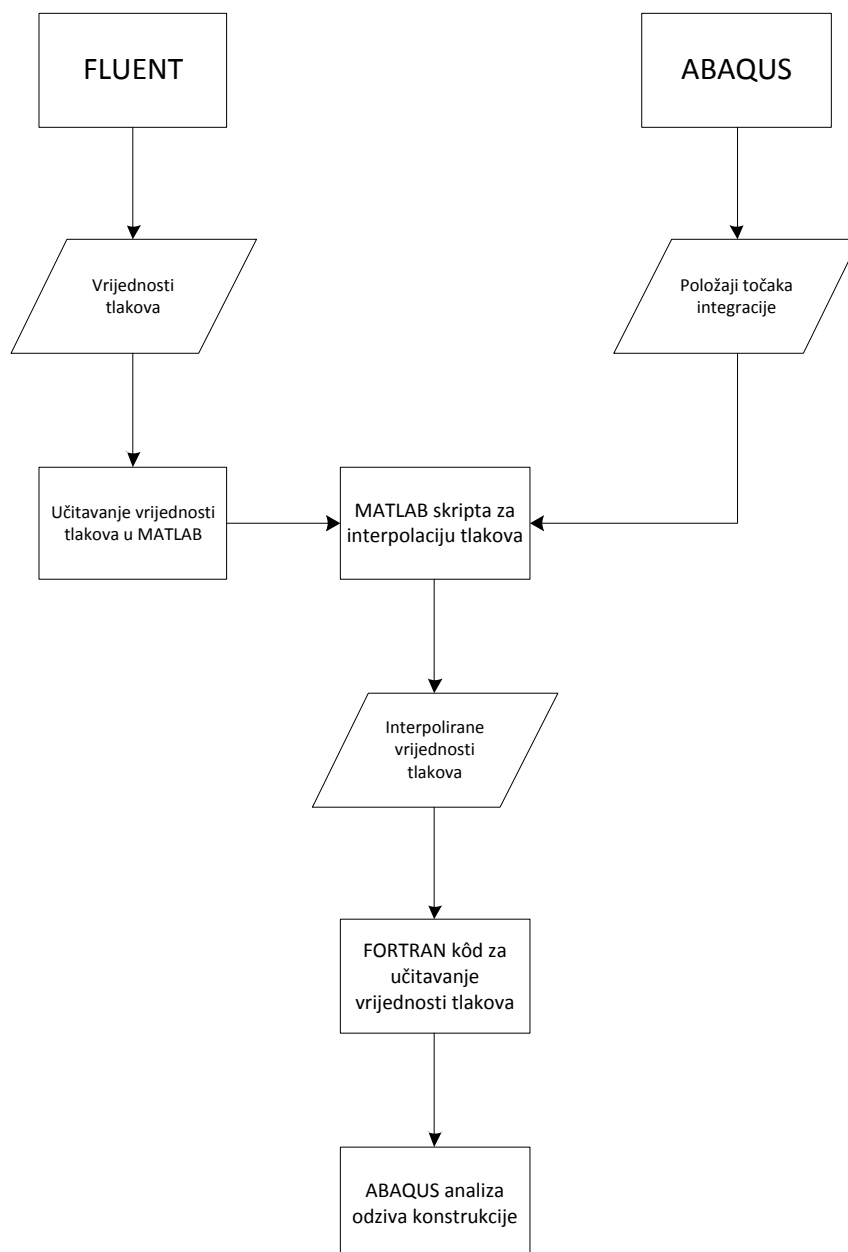 FLUENT
ABAQUS
Vrijednosti
tlakova
Položaji točaka
integracije
Učitavanje vrijednosti
tlakova u MATLAB
MATLAB skripta za
interpolaciju tlakova
Interpolirane
vrijednosti
tlakova
FORTRAN kôd za
učitavanje
vrijednosti tlakova
ABAQUS analiza
odziva konstrukcije